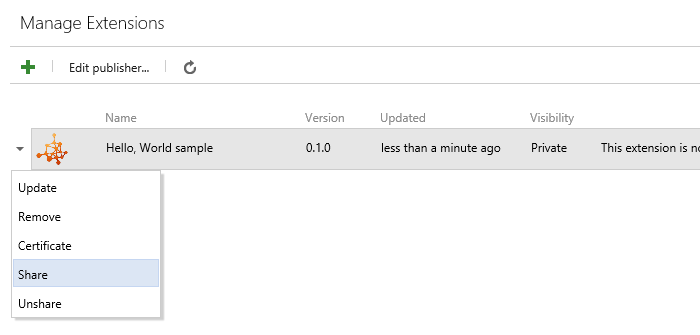 Manage Extensions
Edit publisher...
Name Version Updated Visibility
Hello, World sample 0.1.0 less than a minute ago Private This extension is
Update
Remove
Certificate
Share
Unshare